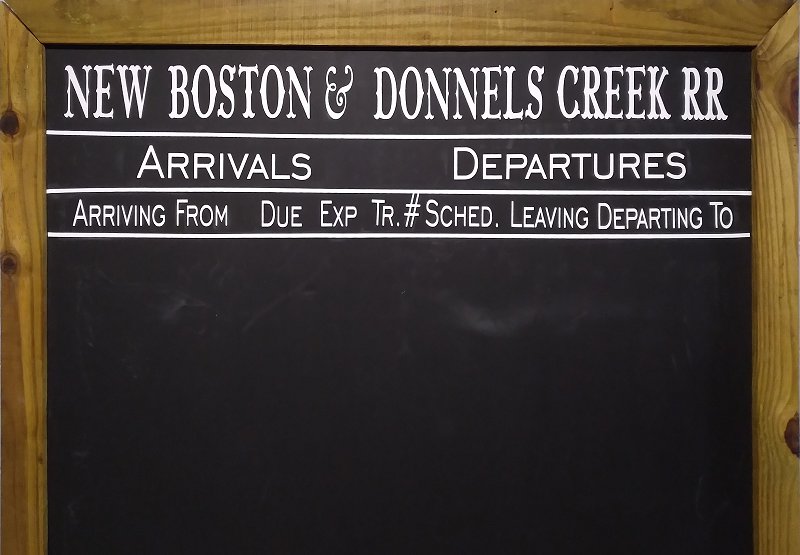 NEW BOSTON & DONNELS CREEK RR
ARRIVALS DEPARTURES
ARRIVING FROM DUE EXP TR.# SCHED. LEAVING DEPARTING TO